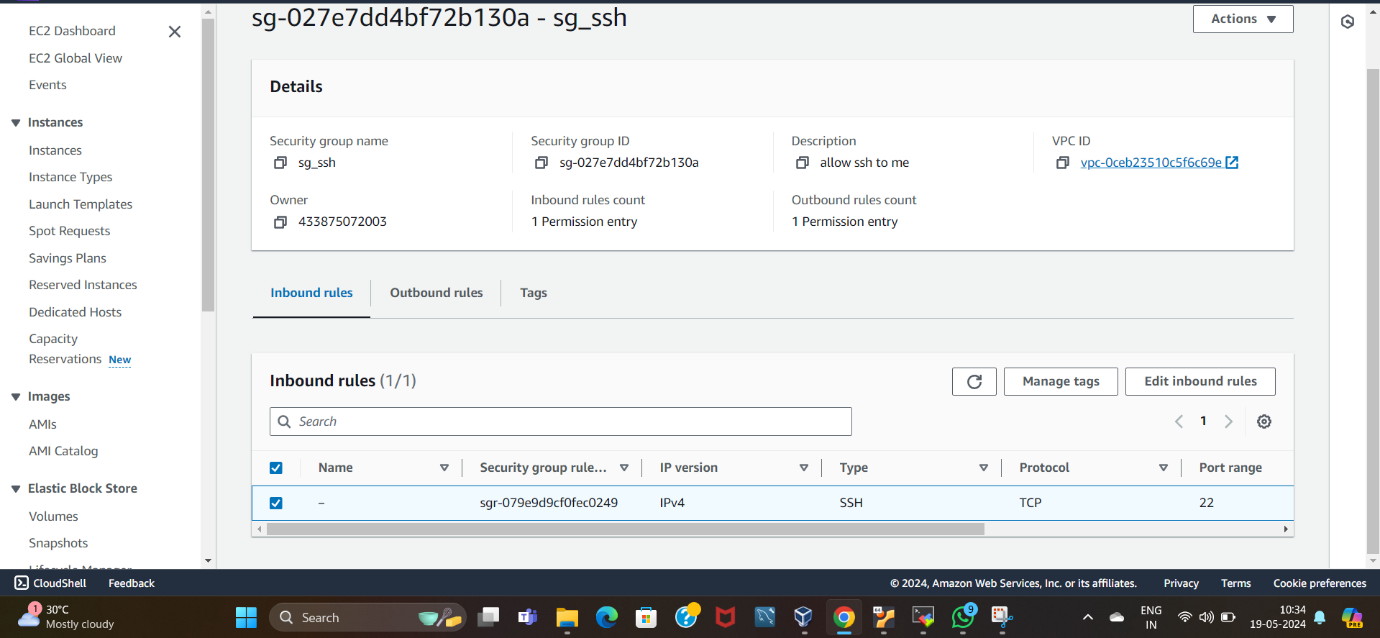 sg-027e7dd4bf72b130a - sg_ssh
Actions
EC2 Dashboard
EC2 Global View
Events
Instances
Instances
Instance Types
Launch Templates
Spot Requests
Savings Plans
Reserved Instances
Dedicated Hosts
Capacity
Reservations New
Images
AMIs
AMI Catalog
Elastic Block Store
Volumes
Snapshots
Lifecycle Manager
Details
Security group name
sg_ssh
Security group ID
sg-027e7dd4bf72b130a
Description
allow ssh to me
VPC ID
vpc-0ceb23510c5f6c69e
Owner
433875072003
Inbound rules count
1 Permission entry
Outbound rules count
1 Permission entry
Inbound rules Outbound rules Tags
Inbound rules (1/1)
Manage tags
Edit inbound rules
Search
1
Name Security group rule... IP version Type Protocol Port range
– sgr-079e9d9cf0fec0249 IPv4 SSH TCP 22
CloudShell Feedback
© 2024, Amazon Web Services, Inc. or its affiliates. Privacy Terms Cookie preferences
1
30°C
Mostly cloudy
Search
9
ENG
IN
10:34
19-05-2024
PRE